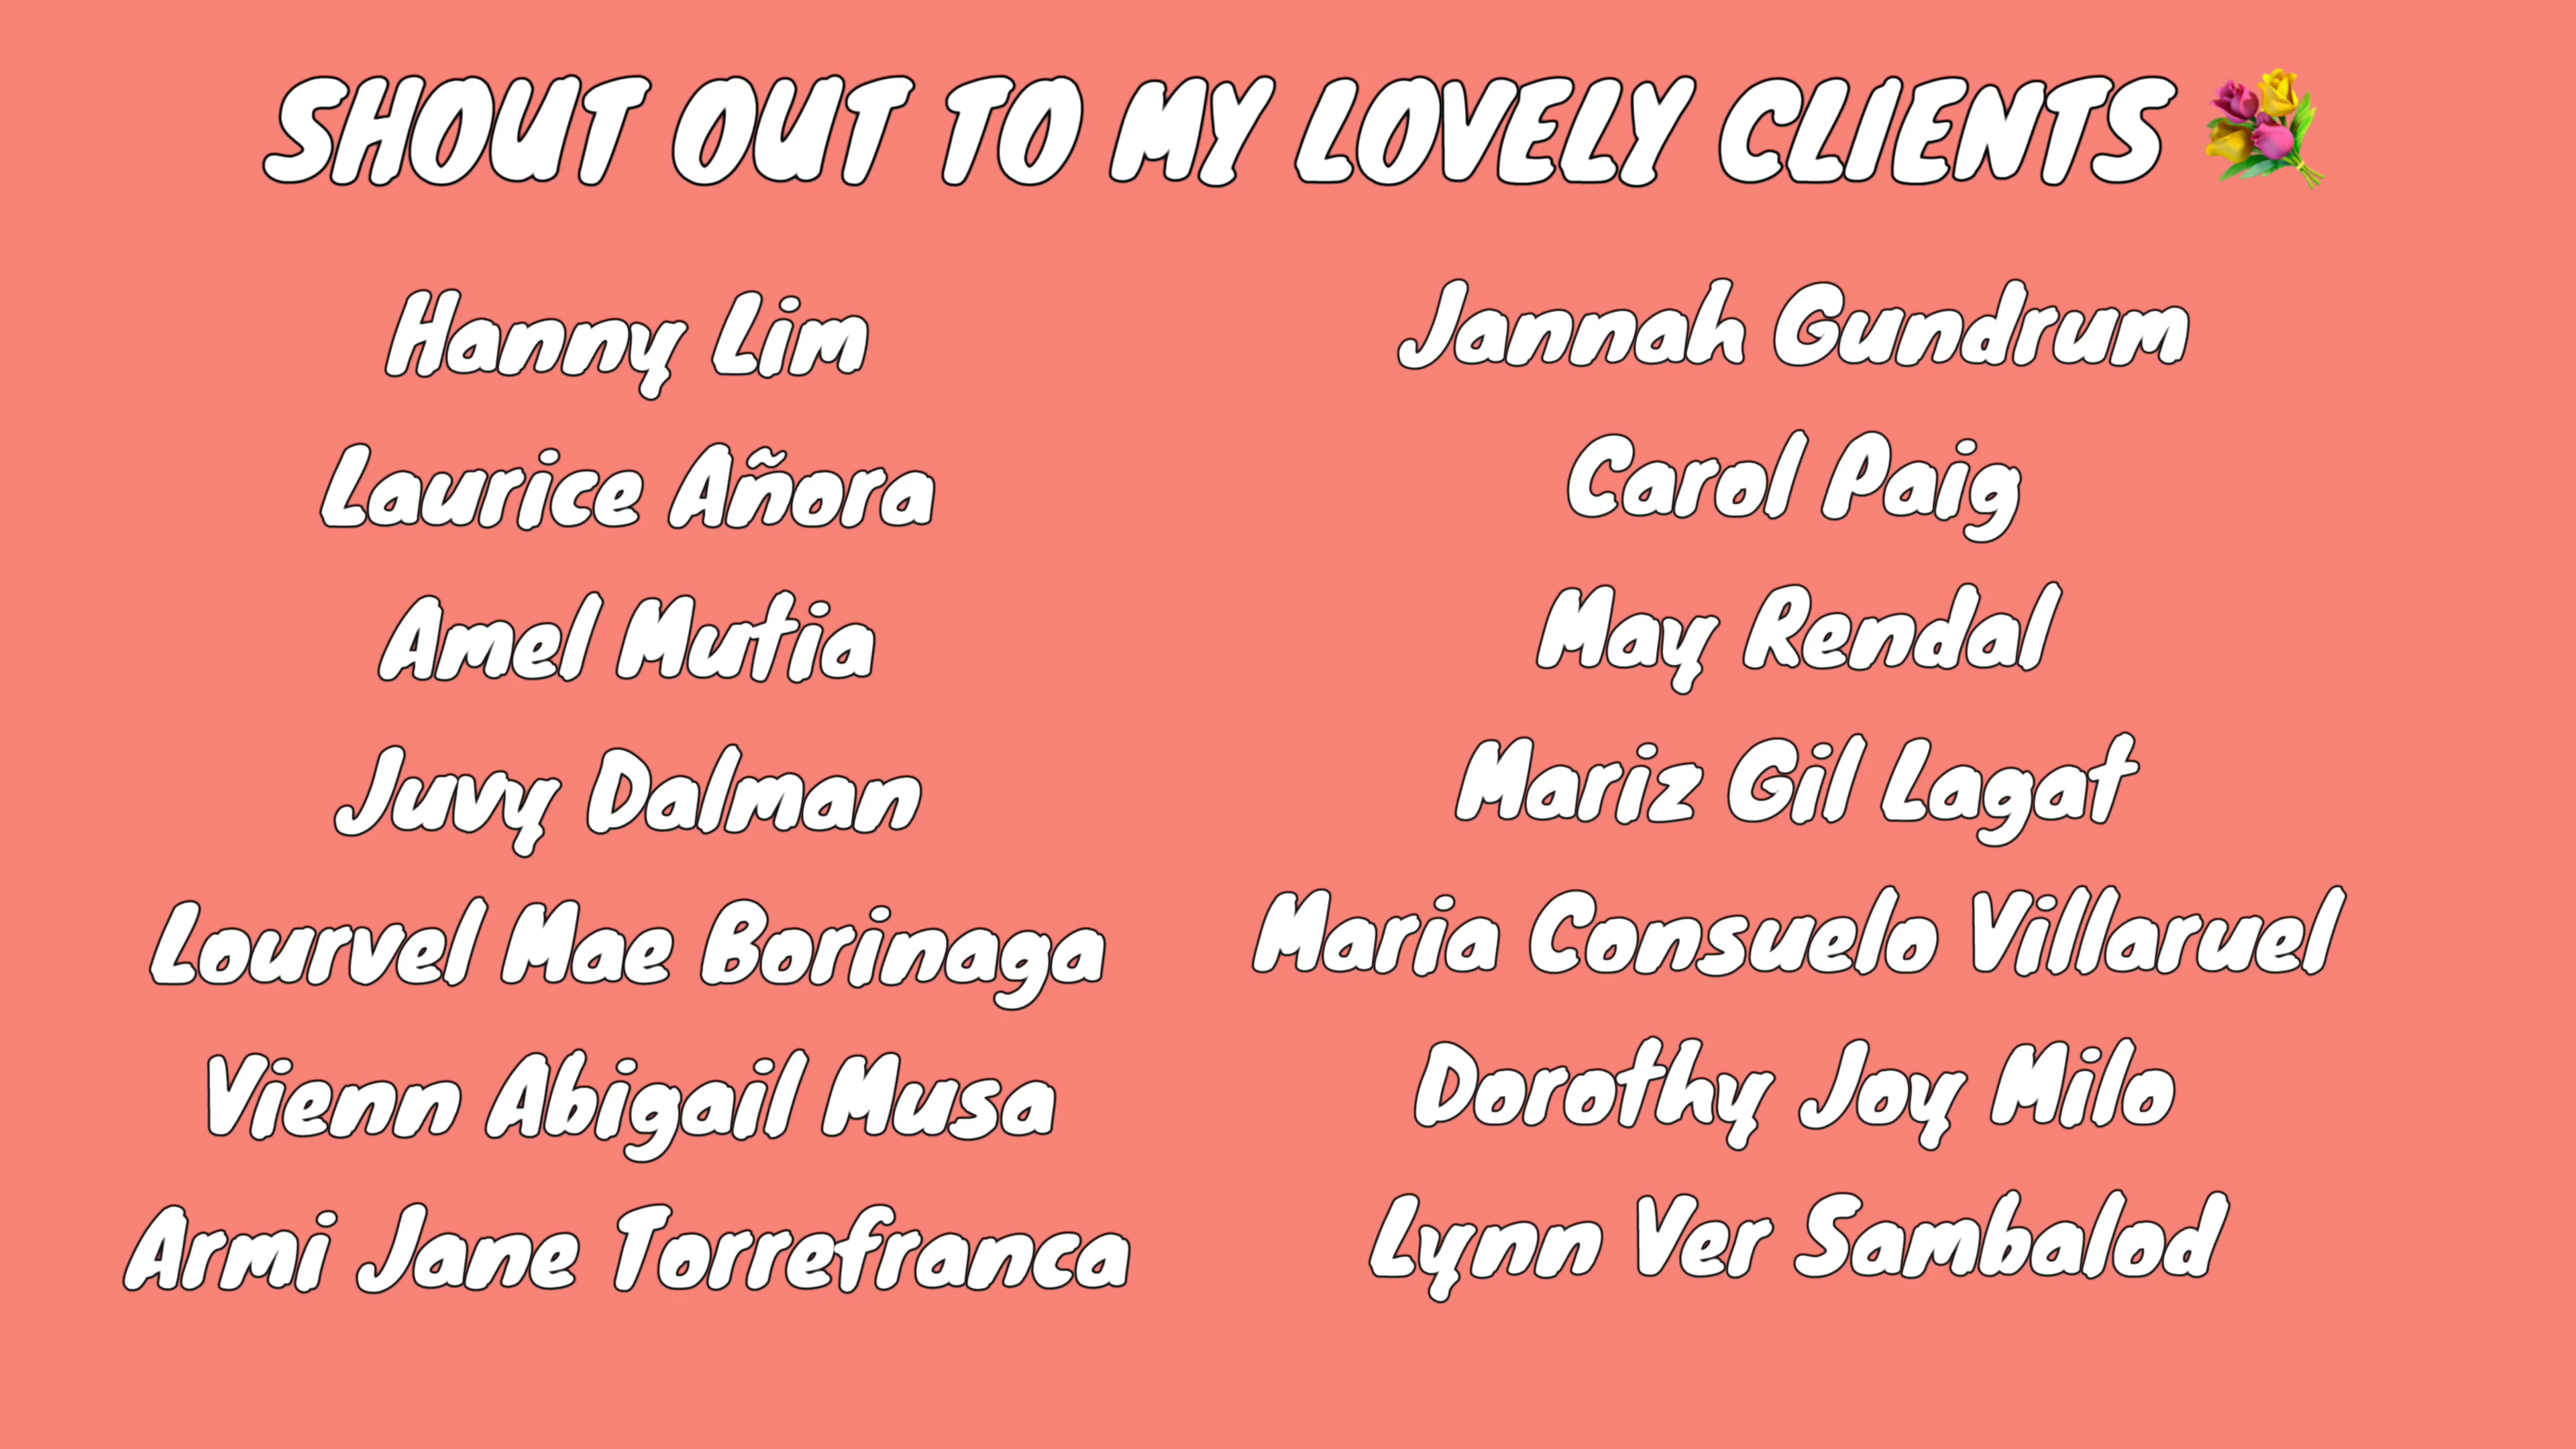 SHOUT OUT TO MY LOVELY CLIENTS 💐
Hanny Lim
Laurice Añora
Amel Mutia
Juvy Dalman
Lourvel Mae Borinaga
Vienn Abigail Musa
Armi Jane Torrefranca
Jannah Gundrum
Carol Paig
May Rendal
Mariz Gil Lagat
Maria Consuelo Villaruel
Dorothy Joy Milo
Lynn Ver Sambalod